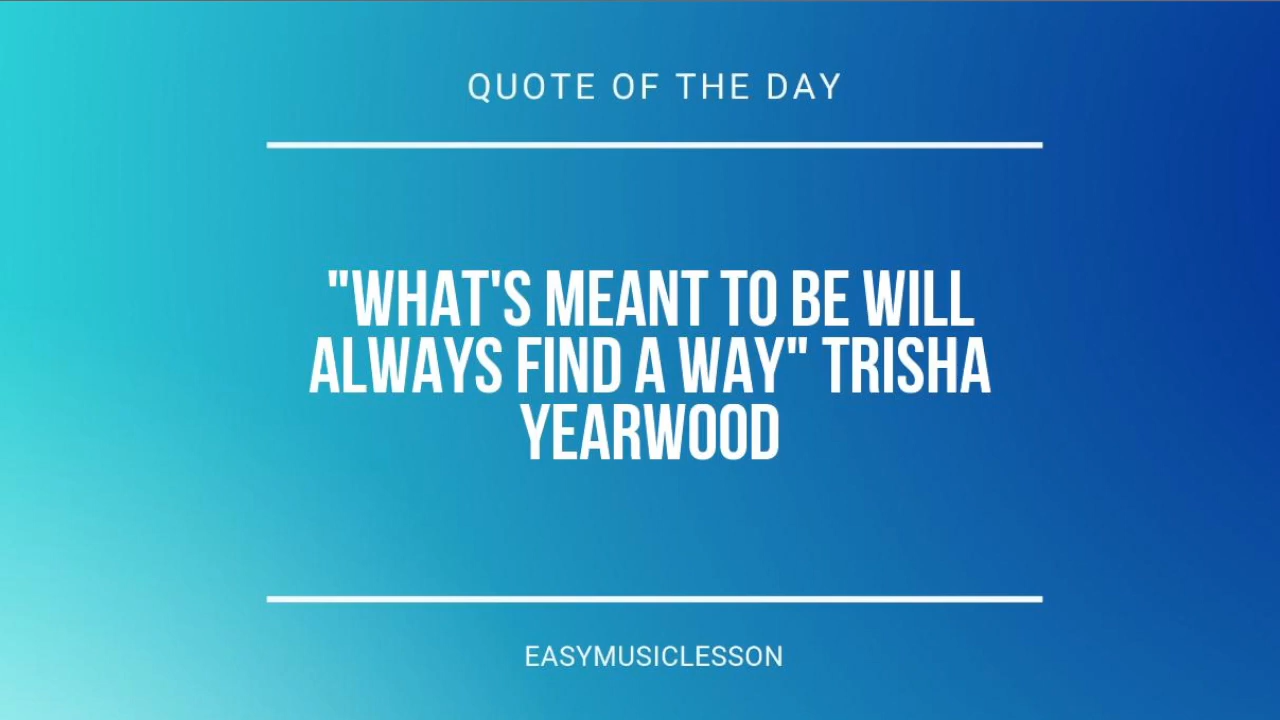 QUOTE OF THE DAY
"WHAT'S MEANT TO BE WILL
ALWAYS FIND A WAY" TRISHA
YEARWOOD
EASYMUSICLESSON